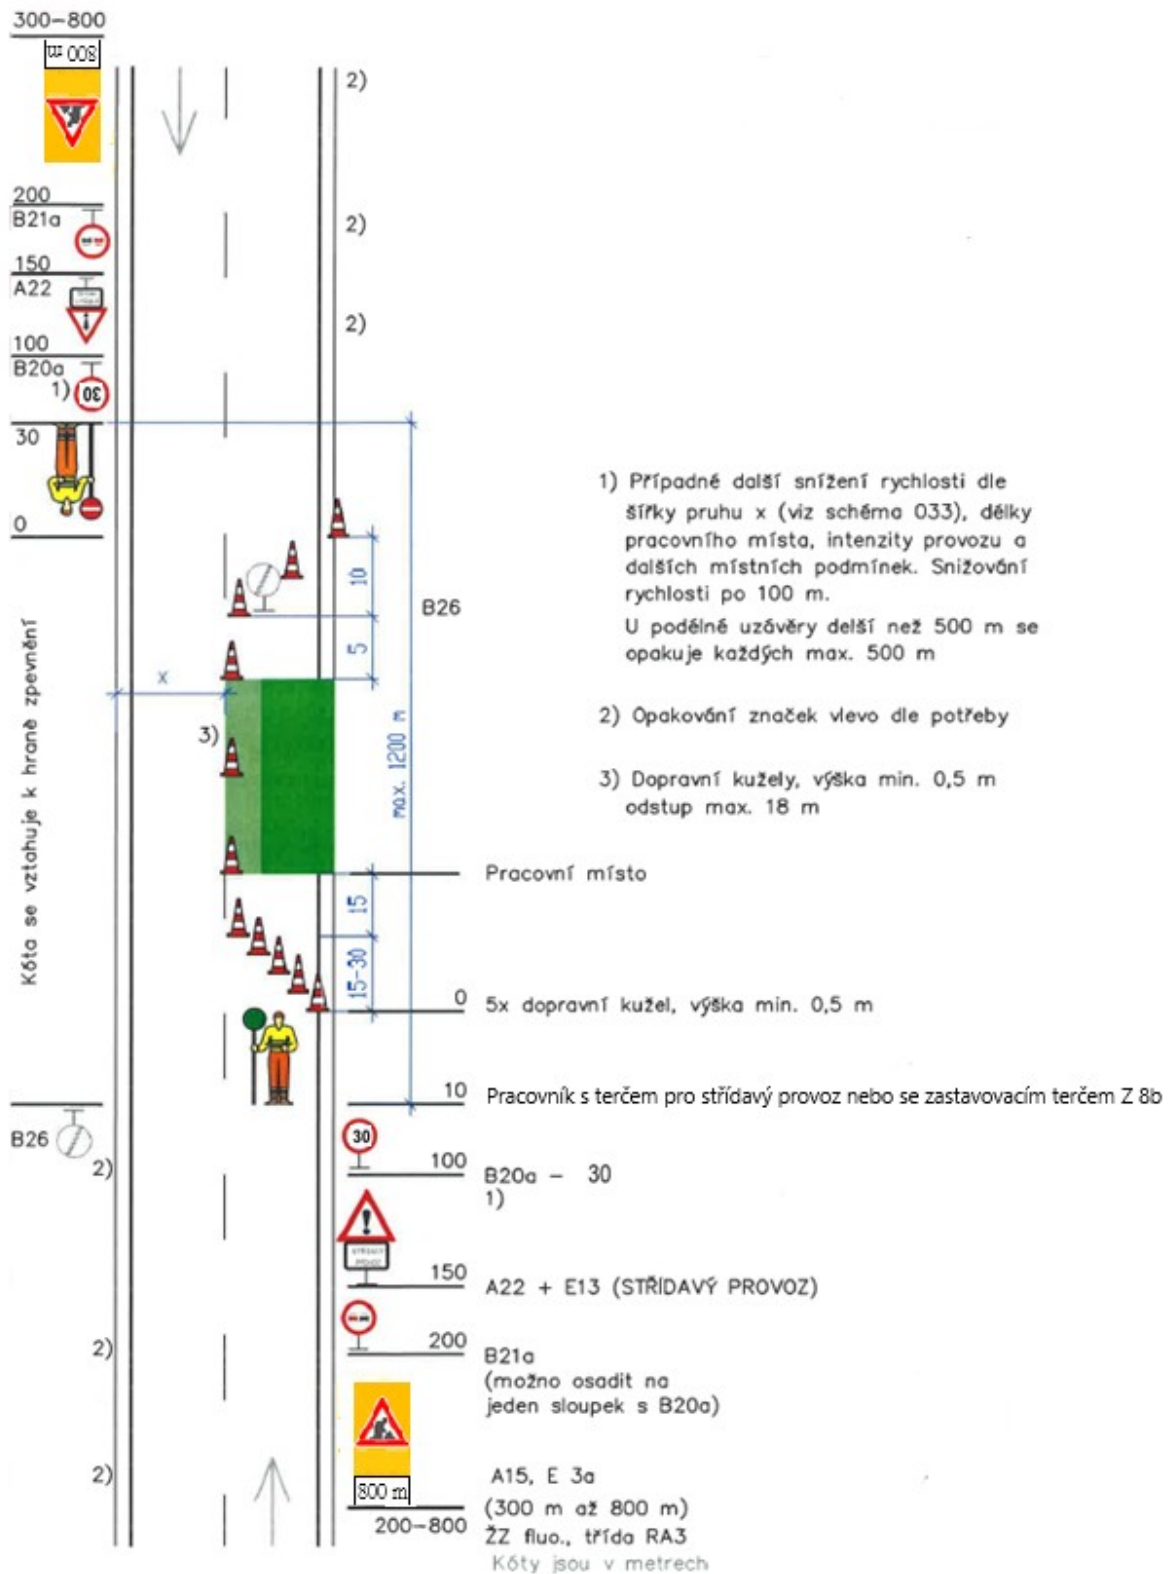 300-800
800 m
2)
200
B21a
2)
150
A22
2)
100
B20a
1) 30
30
0
10
B26
5
x
3)
max. 1200 m
Kóta se vztahuje k hraně zpevnění
1) Případné další snížení rychlosti dle
šířky pruhu x (viz schéma 033), délky
pracovního místa, intenzity provozu a
dalších místních podmínek. Snižování
rychlosti po 100 m.
U podélné uzávěry delší než 500 m se
opakuje každých max. 500 m
2) Opakování značek vlevo dle potřeby
3) Dopravní kužely, výška min. 0,5 m
odstup max. 18 m
Pracovní místo
15
15-30
0 5x dopravní kužel, výška min. 0,5 m
10 Pracovník s terčem pro střídavý provoz nebo se zastavovacím terčem Z 8b
B26
2)
30
100 B20a - 30
1)
STŘÍDAVÝ
PROVOZ
150 A22 + E13 (STŘÍDAVÝ PROVOZ)
2)
200 B21a
(možno osadit na
jeden sloupek s B20a)
2)
800 m
A15, E 3a
(300 m až 800 m)
200-800 ŽZ fluo., třída RA3
Kóty jsou v metrech